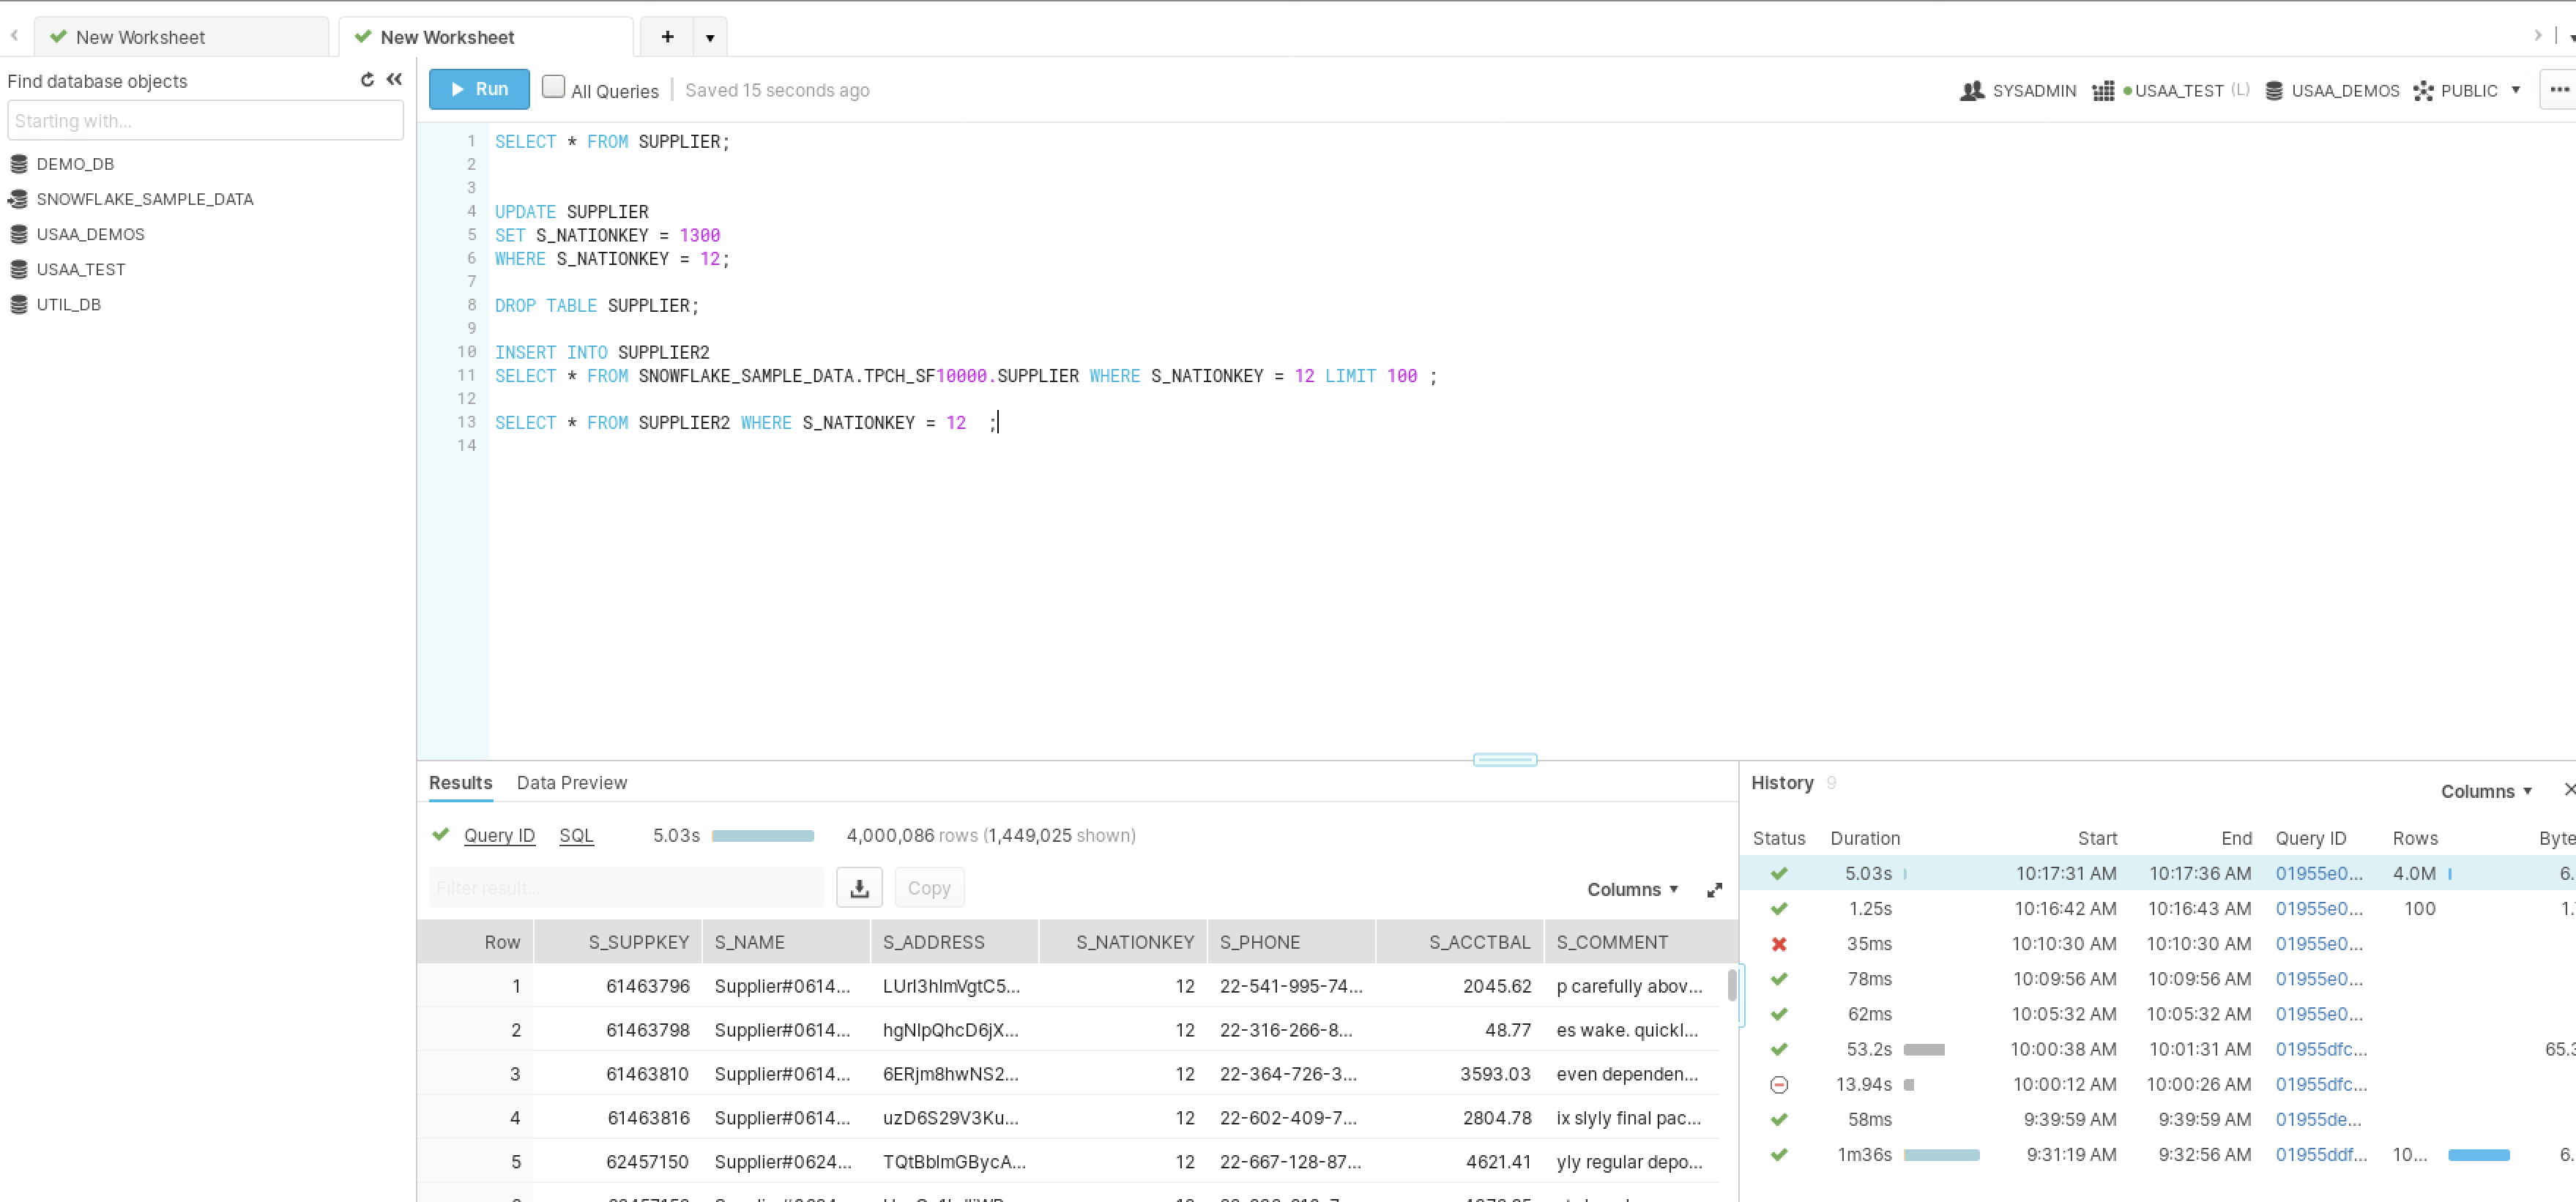 New Worksheet
New Worksheet
+
Find database objects
Starting with...
DEMO_DB
SNOWFLAKE_SAMPLE_DATA
USAA_DEMOS
USAA_TEST
UTIL_DB
Run All Queries Saved 15 seconds ago
SYSADMIN USAA_TEST (L) USAA_DEMOS PUBLIC
1 SELECT * FROM SUPPLIER;
2
3
4 UPDATE SUPPLIER
5 SET S_NATIONKEY = 1300
6 WHERE S_NATIONKEY = 12;
7
8 DROP TABLE SUPPLIER;
9
10 INSERT INTO SUPPLIER2
11 SELECT * FROM SNOWFLAKE_SAMPLE_DATA.TPCH_SF10000.SUPPLIER WHERE S_NATIONKEY = 12 LIMIT 100 ;
12
13 SELECT * FROM SUPPLIER2 WHERE S_NATIONKEY = 12 ;
14
Results Data Preview
Query ID SQL 5.03s 4,000,086 rows (1,449,025 shown)
Filter result...
Copy
Columns
Row S_SUPPKEY S_NAME S_ADDRESS S_NATIONKEY S_PHONE S_ACCTBAL S_COMMENT
1 61463796 Supplier#0614... LUrI3hImVgtC5... 12 22-541-995-74... 2045.62 p carefully abov...
2 61463798 Supplier#0614... hgNIpQhcD6jX... 12 22-316-266-8... 48.77 es wake. quickl...
3 61463810 Supplier#0614... 6ERjm8hwNS2... 12 22-364-726-3... 3593.03 even dependen...
4 61463816 Supplier#0614... uzD6S29V3Ku... 12 22-602-409-7... 2804.78 ix slyly final pac...
5 62457150 Supplier#0624... TQtBblmGBycA... 12 22-667-128-87... 4621.41 yly regular depo...
History 9
Columns
Status Duration Start End Query ID Rows Byte
5.03s 10:17:31 AM 10:17:36 AM 01955e0... 4.0M 6.
1.25s 10:16:42 AM 10:16:43 AM 01955e0... 100 1.
35ms 10:10:30 AM 10:10:30 AM 01955e0...
78ms 10:09:56 AM 10:09:56 AM 01955e0...
62ms 10:05:32 AM 10:05:32 AM 01955e0...
53.2s 10:00:38 AM 10:01:31 AM 01955dfc... 65.3
13.94s 10:00:12 AM 10:00:26 AM 01955dfc...
58ms 9:39:59 AM 9:39:59 AM 01955de...
1m36s 9:31:19 AM 9:32:56 AM 01955ddf... 10... 6.